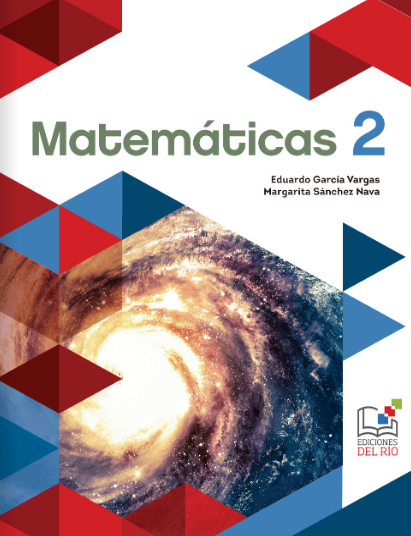 Matemáticas 2
Eduardo García Vargas
Margarita Sánchez Nava
EDICIONES
DEL RÍO